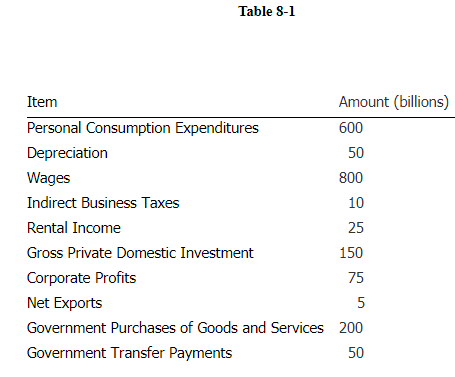 Table 8-1
Item Amount (billions)
Personal Consumption Expenditures 600
Depreciation 50
Wages 800
Indirect Business Taxes 10
Rental Income 25
Gross Private Domestic Investment 150
Corporate Profits 75
Net Exports 5
Government Purchases of Goods and Services 200
Government Transfer Payments 50